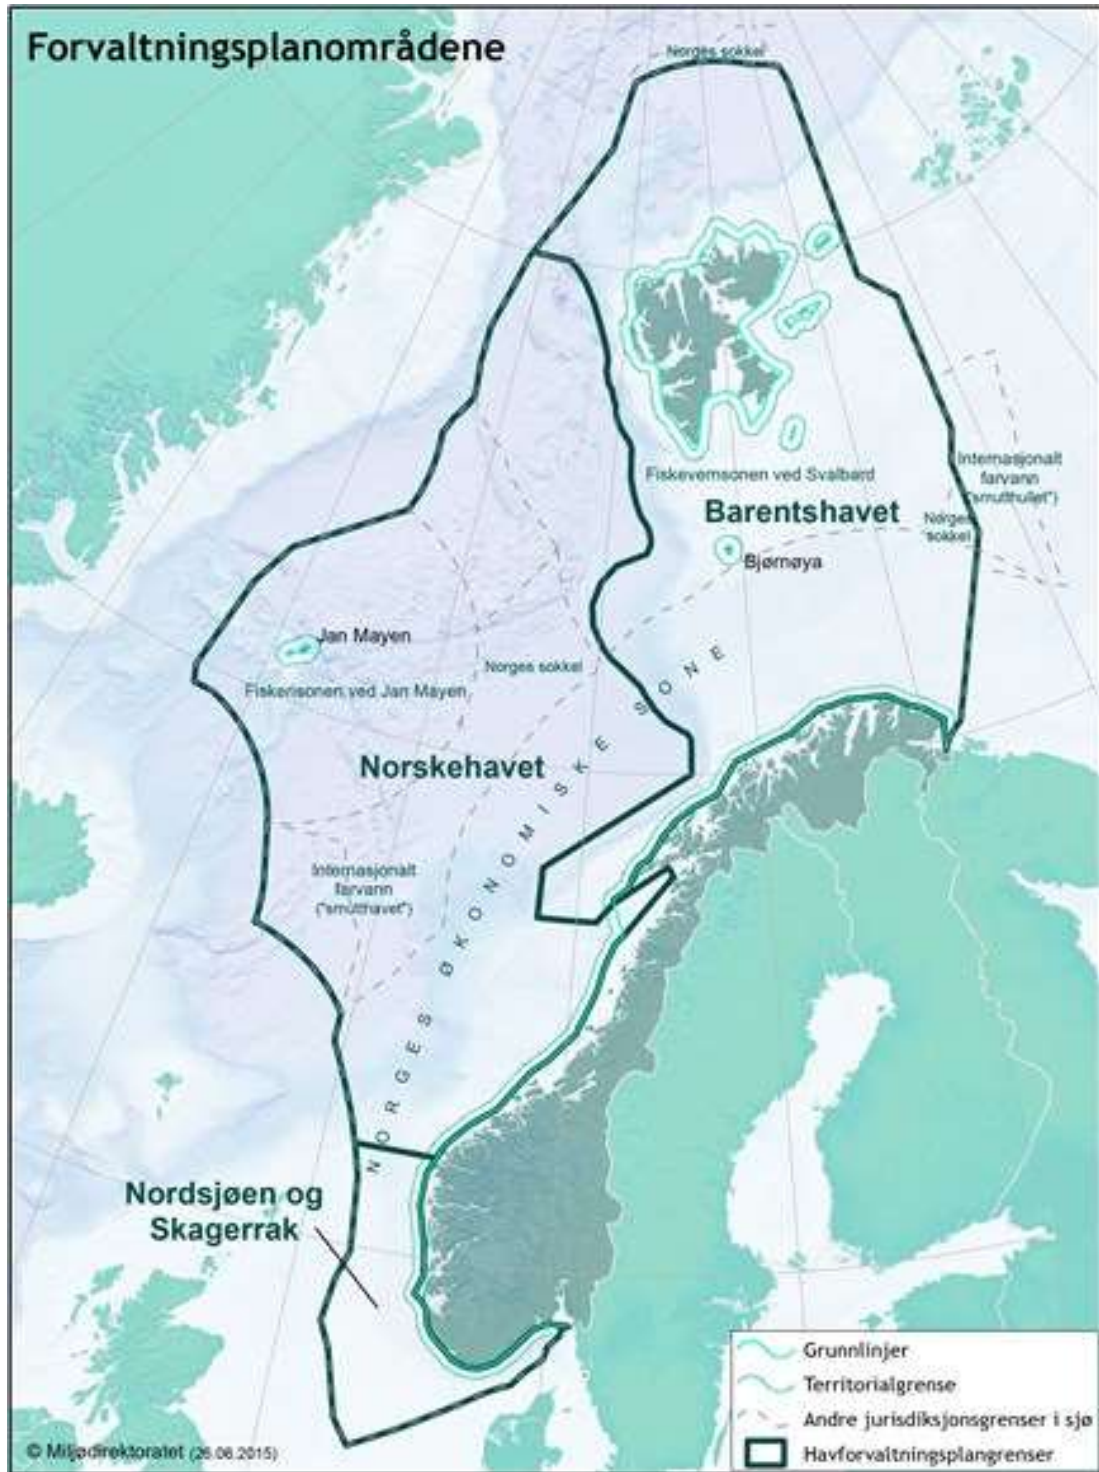 Forvaltningsplanområdene
Norges sokkel
Fiskevernsonen ved Svalbard
Internasjonalt
farvann
("smutthullet")
Barentshavet
Norges
sokkel
Bjørnøya
Jan Mayen
Norges sokkel
Fiskerisonen ved Jan Mayen
Norskehavet
Internasjonalt
farvann
("smutthavet")
NORGES ØKONOMISKE SONE
Nordsjøen og
Skagerrak
Grunnlinjer
Territorialgrense
Andre jurisdiksjonsgrenser i sjø
Havforvaltningsplangrenser
© Miljødirektoratet (26.06.2015)